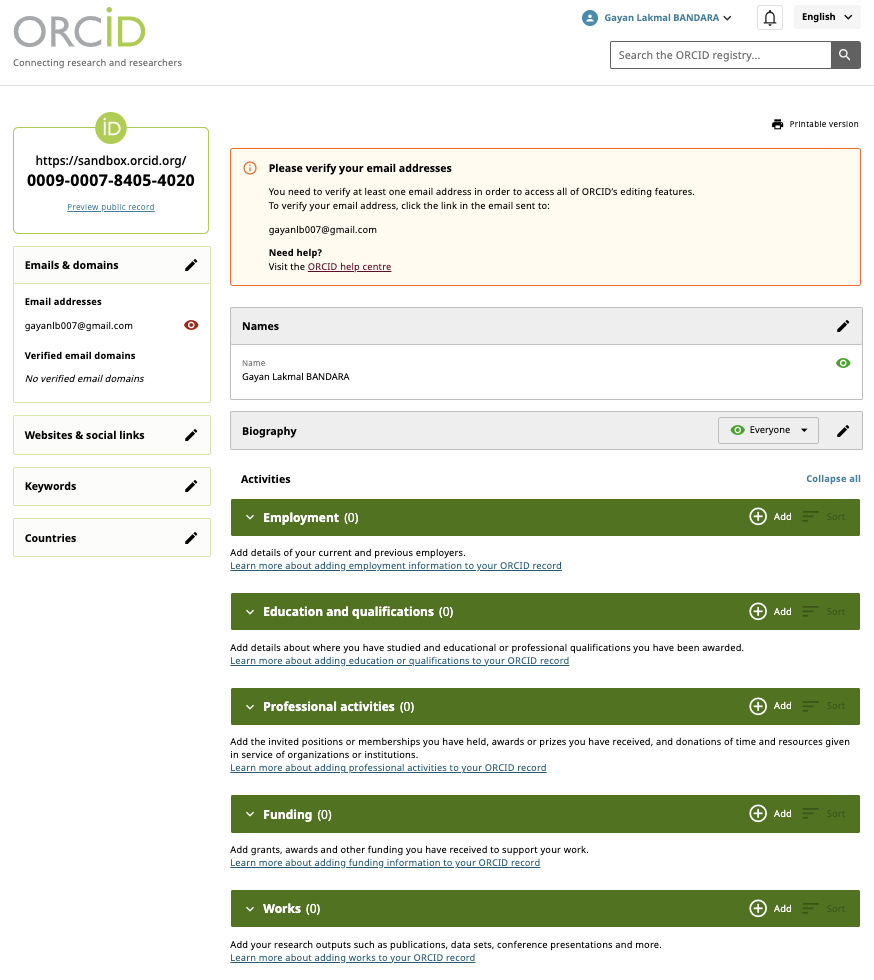 ORCID
Connecting research and researchers
Gayan Lakmal BANDARA
English
Search the ORCID registry...
Printable version
iD
https://sandbox.orcid.org/
0009-0007-8405-4020
Preview public record
Emails & domains
Email addresses
gayanlb007@gmail.com
Verified email domains
No verified email domains
Websites & social links
Keywords
Countries
Please verify your email addresses
You need to verify at least one email address in order to access all of ORCID's editing features.
To verify your email address, click the link in the email sent to:
gayanlb007@gmail.com
Need help?
Visit the ORCID help centre
Names
Name
Gayan Lakmal BANDARA
Biography
Everyone
Activities
Collapse all
Employment (0)
Add
Sort
Add details of your current and previous employers.
Learn more about adding employment information to your ORCID record
Education and qualifications (0)
Add
Sort
Add details about where you have studied and educational or professional qualifications you have been awarded.
Learn more about adding education or qualifications to your ORCID record
Professional activities (0)
Add
Sort
Add the invited positions or memberships you have held, awards or prizes you have received, and donations of time and resources given
in service of organizations or institutions.
Learn more about adding professional activities to your ORCID record
Funding (0)
Add
Sort
Add grants, awards and other funding you have received to support your work.
Learn more about adding funding information to your ORCID record
Works (0)
Add
Sort
Add your research outputs such as publications, data sets, conference presentations and more.
Learn more about adding works to your ORCID record